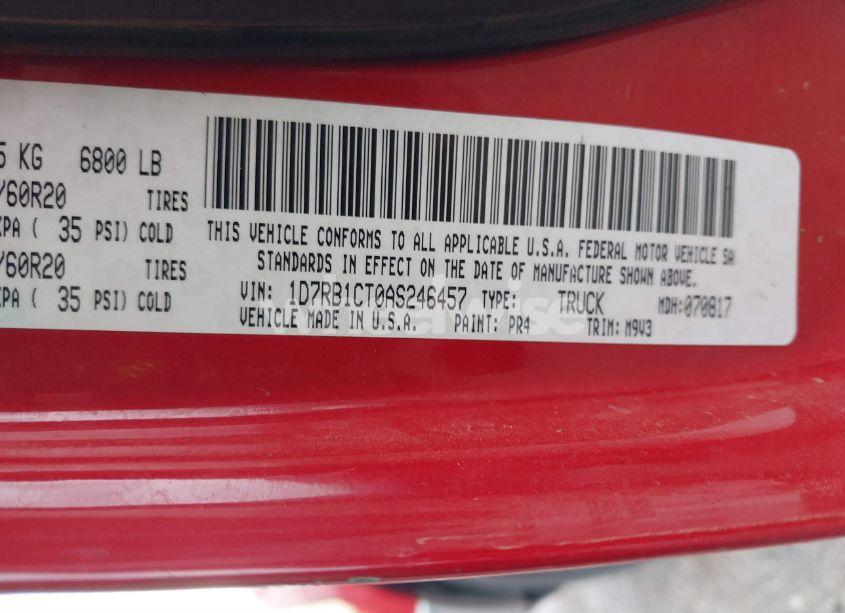 5 KG 6800 LB
/60R20 TIRES
KPA ( 35 PSI) COLD
/60R20 TIRES
KPA ( 35 PSI) COLD
THIS VEHICLE CONFORMS TO ALL APPLICABLE U.S.A. FEDERAL MOTOR VEHICLE SA
STANDARDS IN EFFECT ON THE DATE OF MANUFACTURE SHOWN ABOVE.
VIN: 1D7RB1CT0AS246457 TYPE: TRUCK MDH:070817
VEHICLE MADE IN U.S.A. PAINT: PR4 TRIM: M9V3